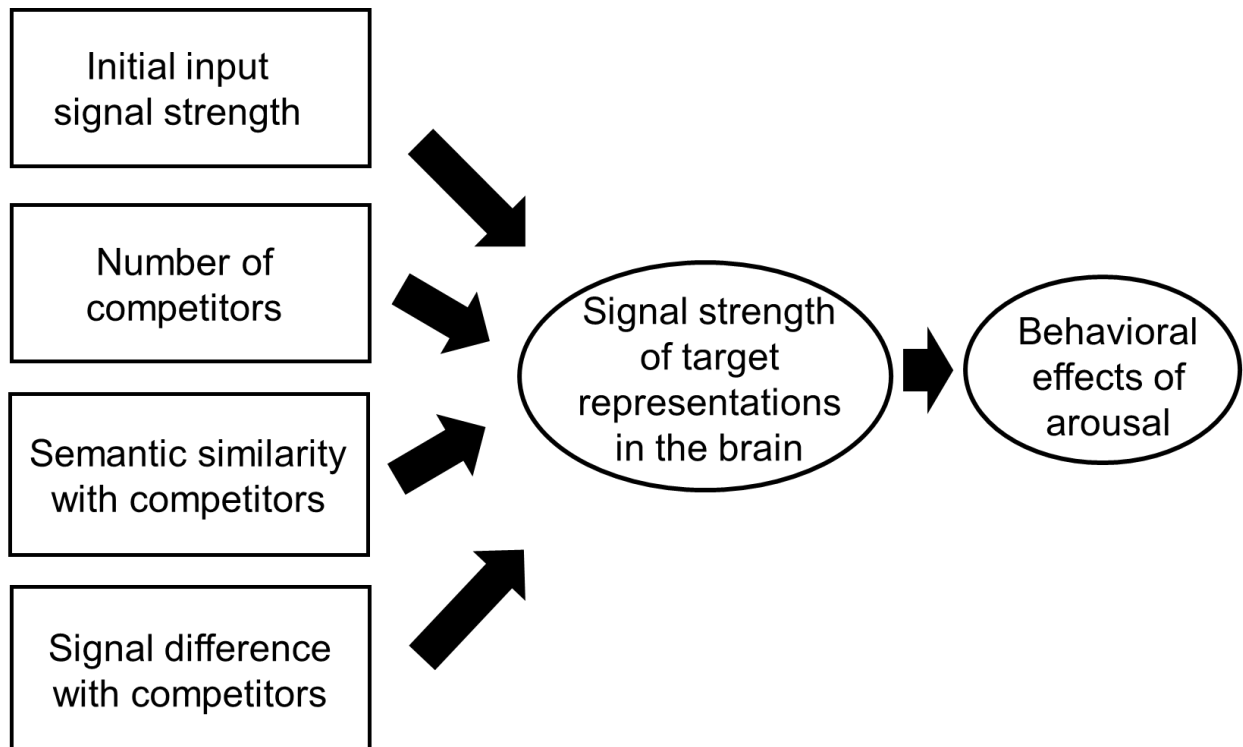 Initial input
signal strength
Number of
competitors
Semantic similarity
with competitors
Signal difference
with competitors
Signal strength
of target
representations
in the brain
Behavioral
effects of
arousal